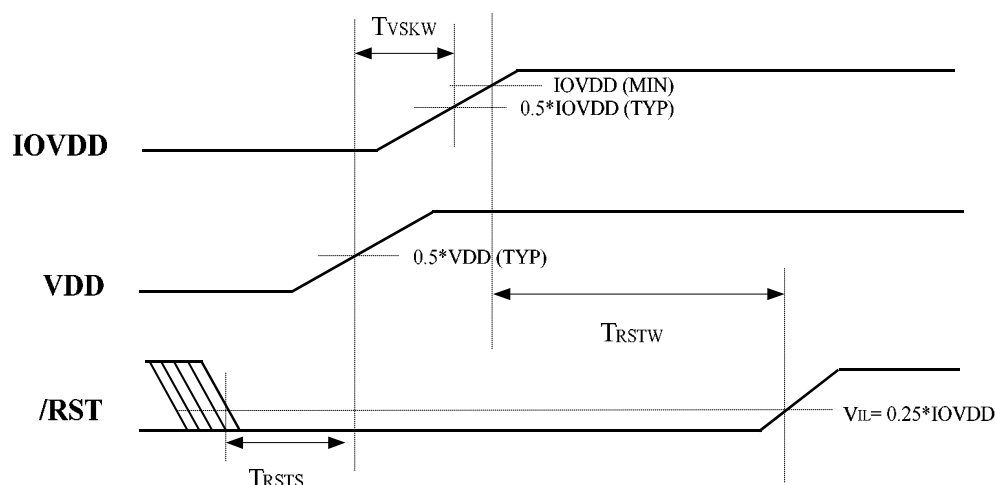 TVSKW
IOVDD (MIN)
0.5*IOVDD (TYP)
IOVDD
0.5*VDD (TYP)
VDD
TRSTW
/RST
VIL= 0.25*IOVDD
TRSTS